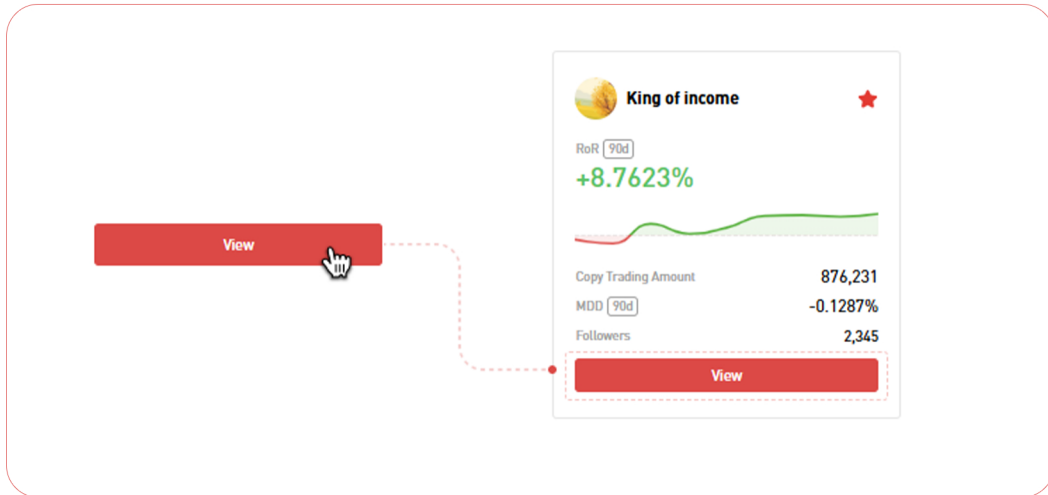 King of income
RoR 90d
+8.7623%
View
Copy Trading Amount 876,231
MDD 90d -0.1287%
Followers 2,345
View